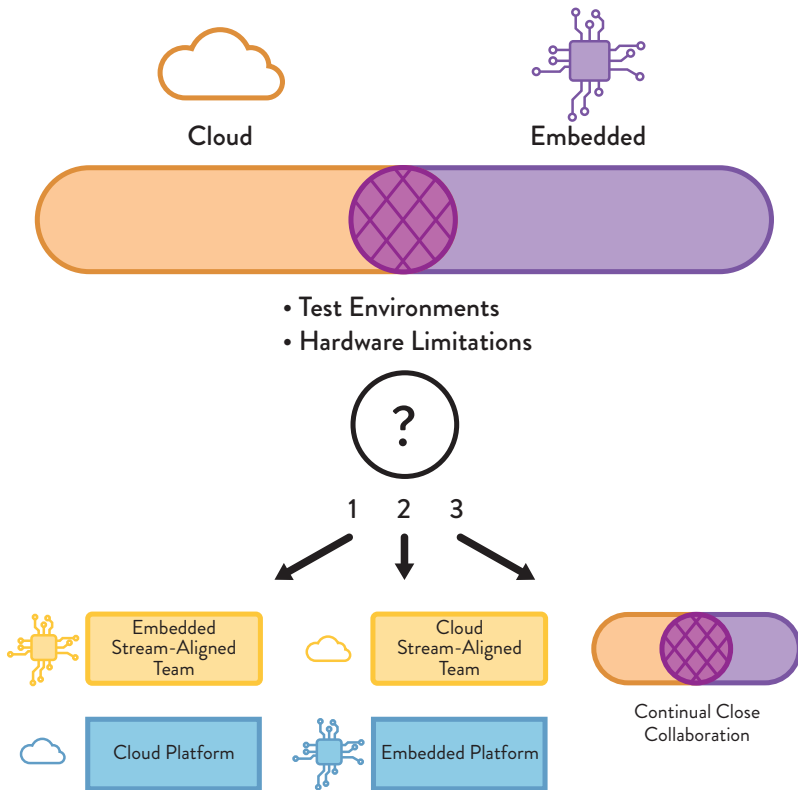 Cloud
Embedded
• Test Environments
• Hardware Limitations
?
1 2 3
Embedded
Stream-Aligned
Team
Cloud
Stream-Aligned
Team
Continual Close
Collaboration
Cloud Platform
Embedded Platform